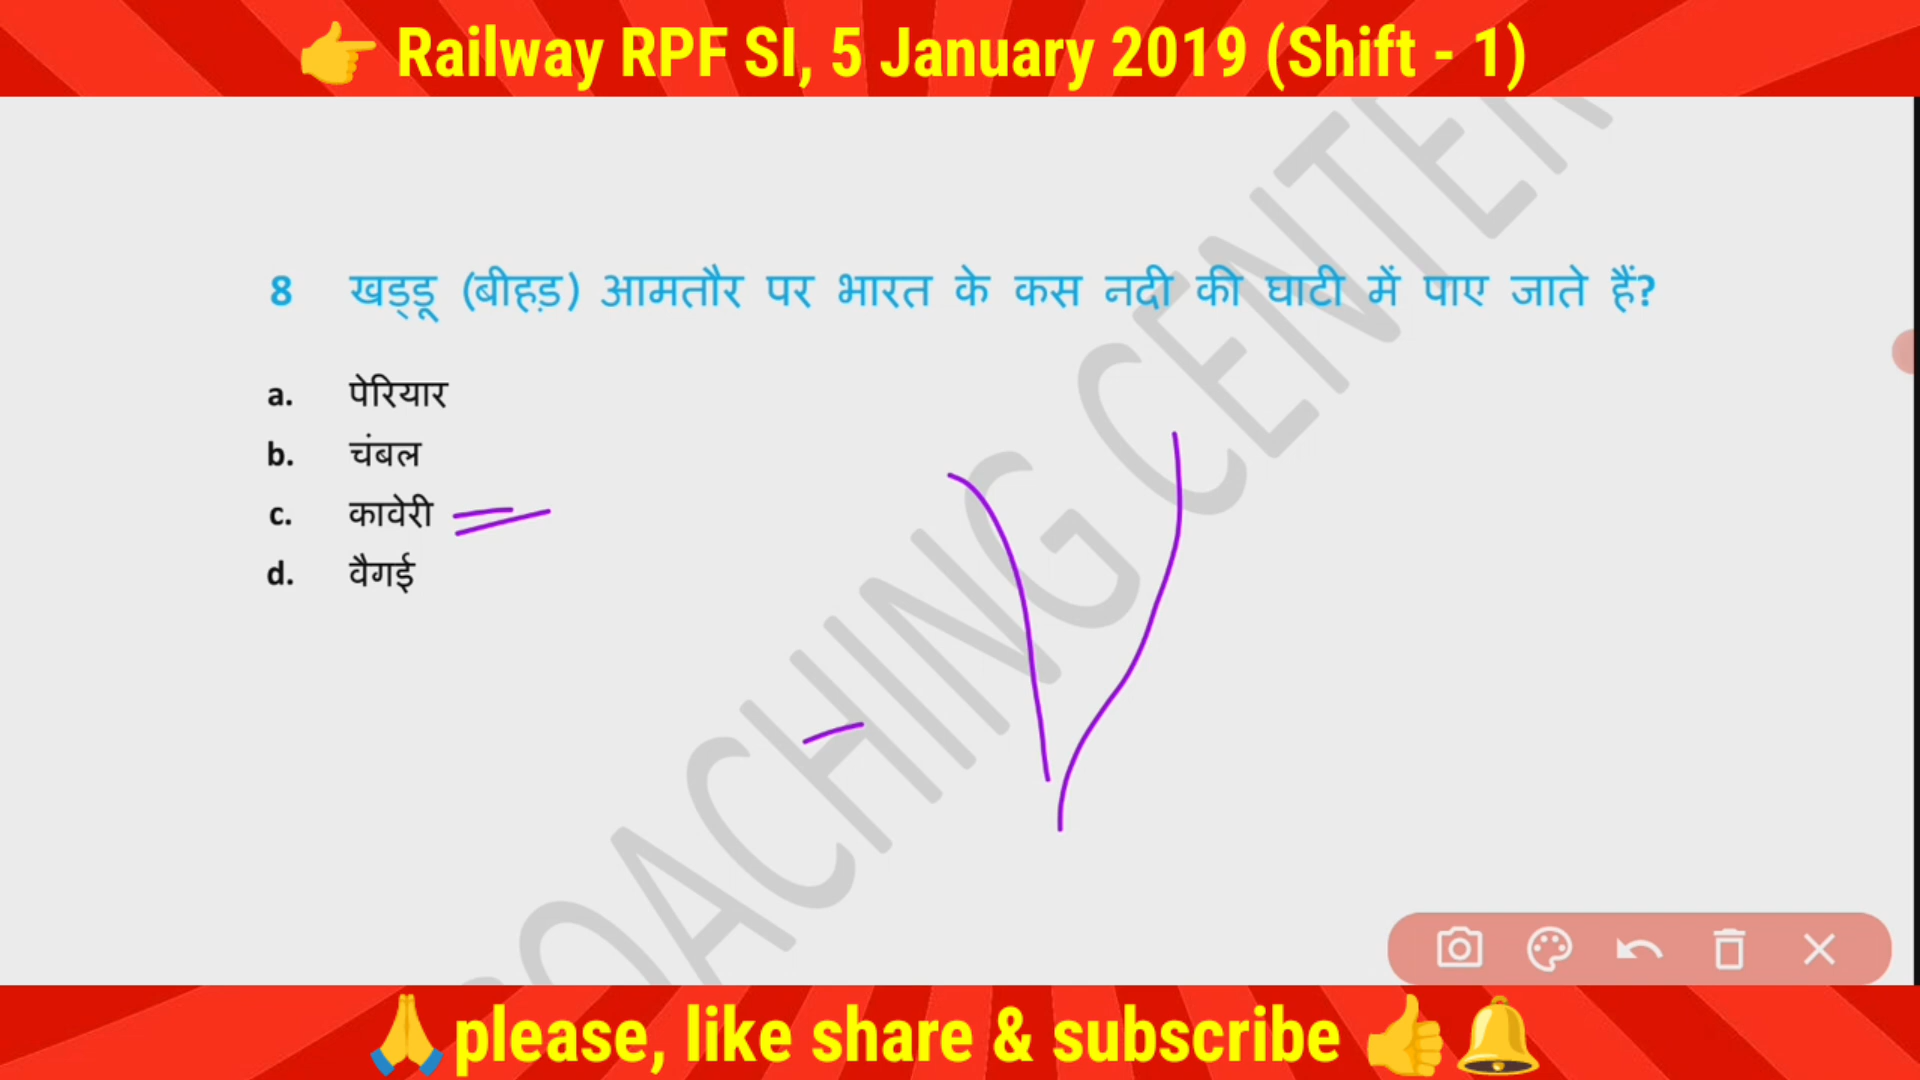 👉 Railway RPF SI, 5 January 2019 (Shift - 1)
8 खड्डू (बीहड़) आमतौर पर भारत के कस नदी की घाटी में पाए जाते हैं?
a. पेरियार
b. चंबल
c. कावेरी
d. वैगई
COACHING CENTER
🙏please, like share & subscribe 👍🔔